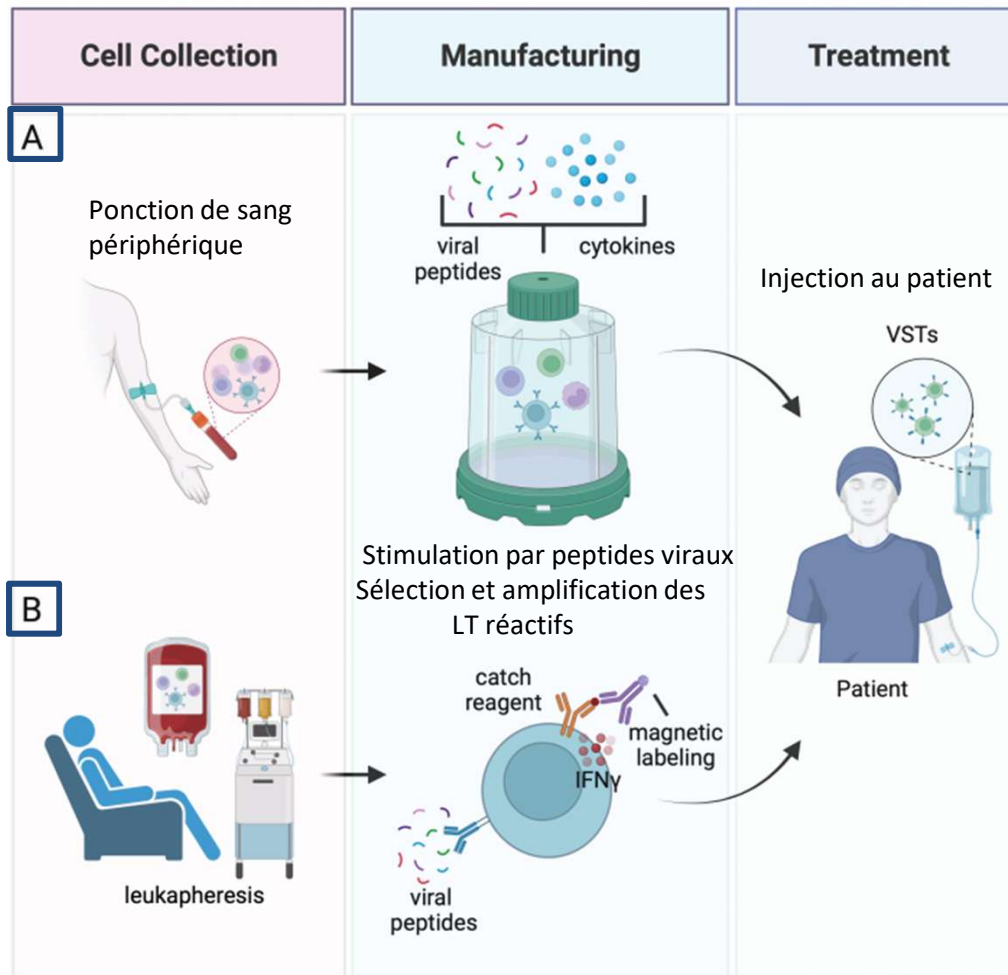 Cell Collection
Manufacturing
Treatment
A
Ponction de sang
périphérique
viral
peptides
cytokines
Stimulation par peptides viraux
Sélection et amplification des
LT réactifs
Injection au patient
VSTs
Patient
B
leukapheresis
catch
reagent
magnetic
labeling
IFNγ
viral
peptides